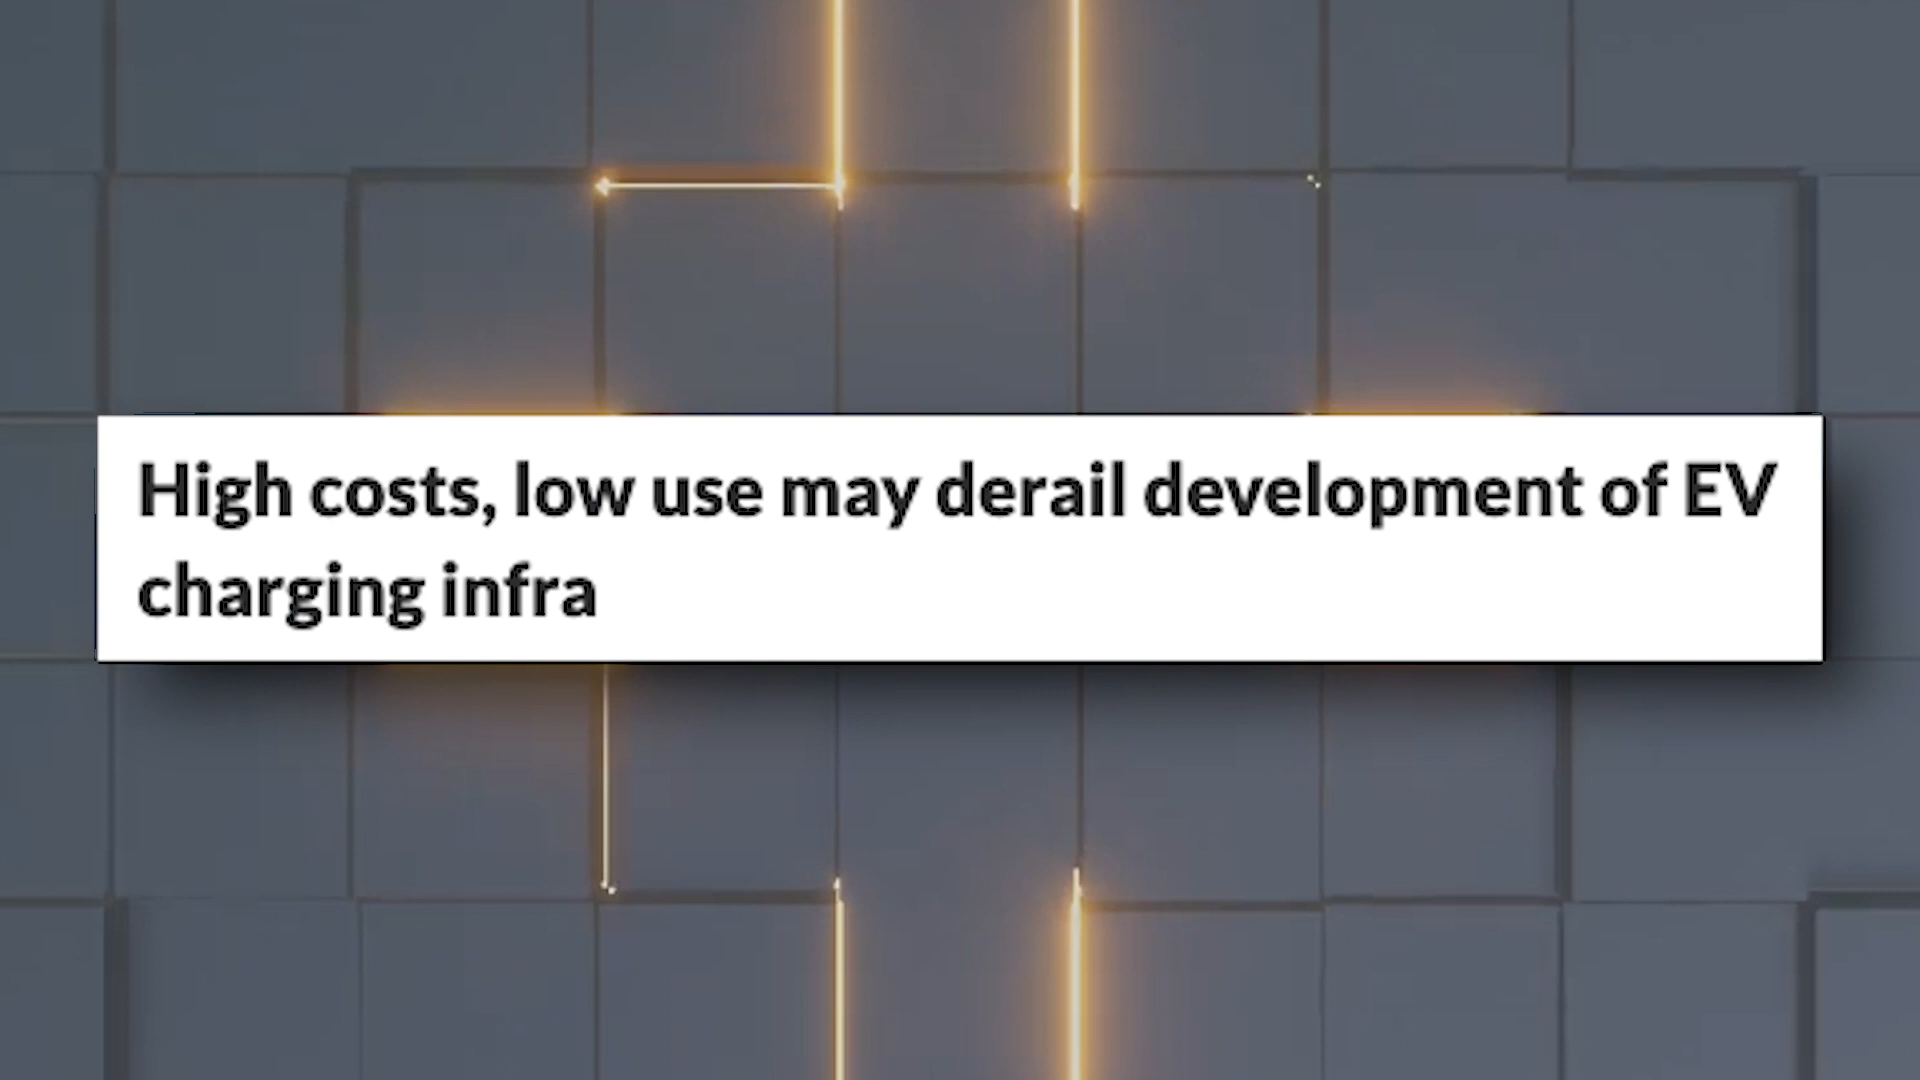 High costs, low use may derail development of EV
charging infra